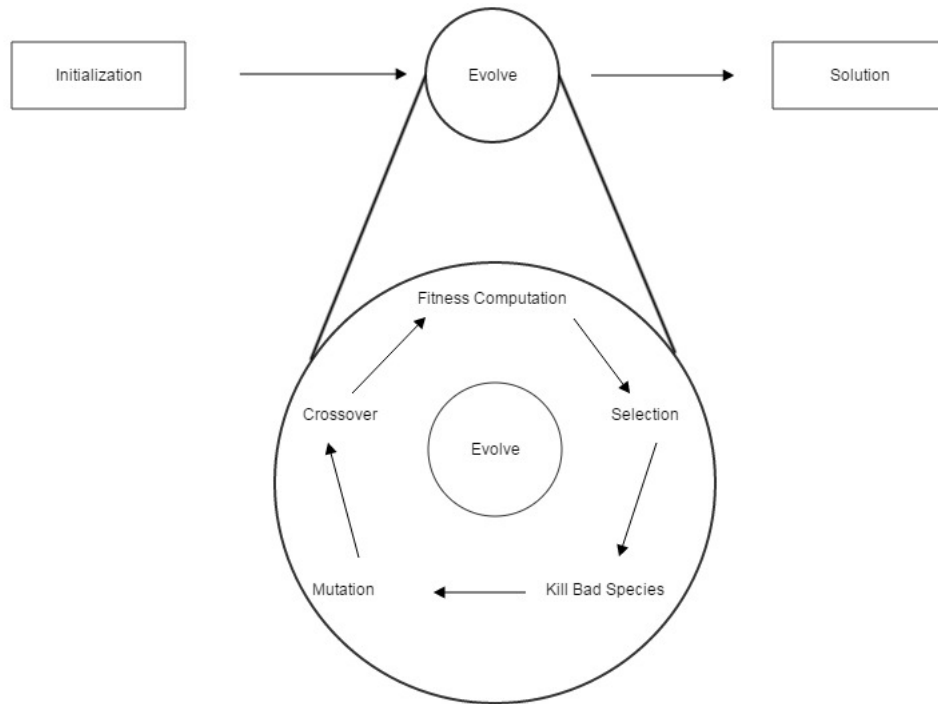 Initialization
Evolve
Solution
Fitness Computation
Crossover
Selection
Evolve
Mutation
Kill Bad Species